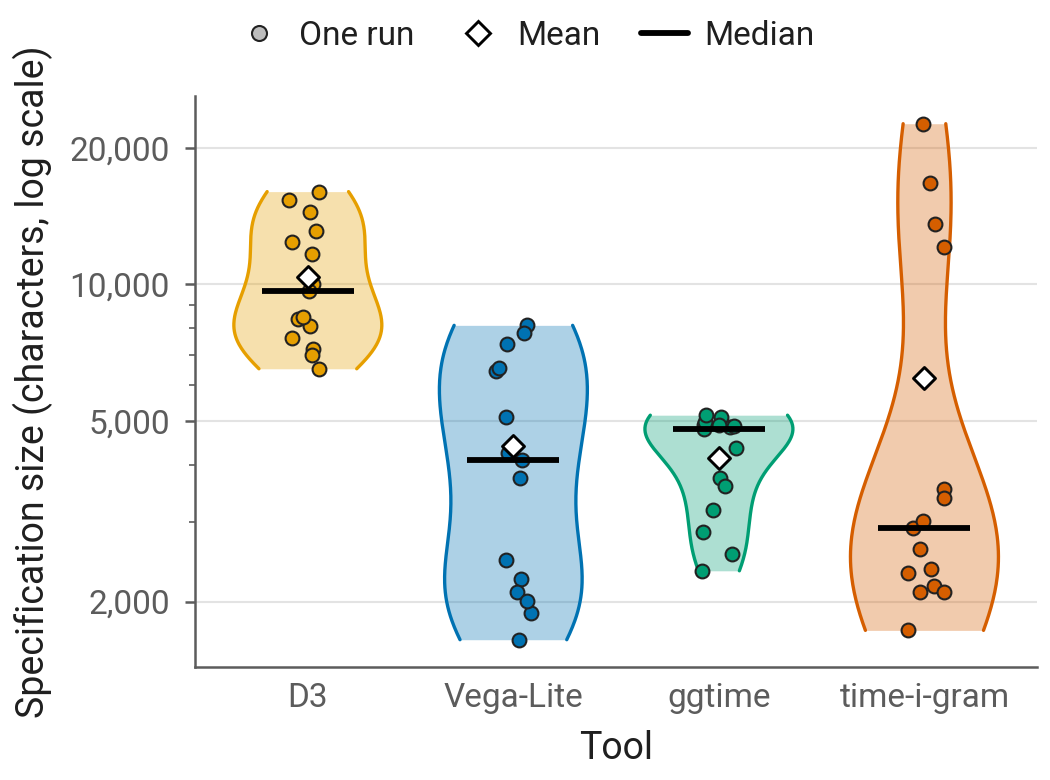 One run Mean Median
Specification size (characters, log scale)
20,000
10,000
5,000
2,000
D3 Vega-Lite ggtime time-i-gram
Tool